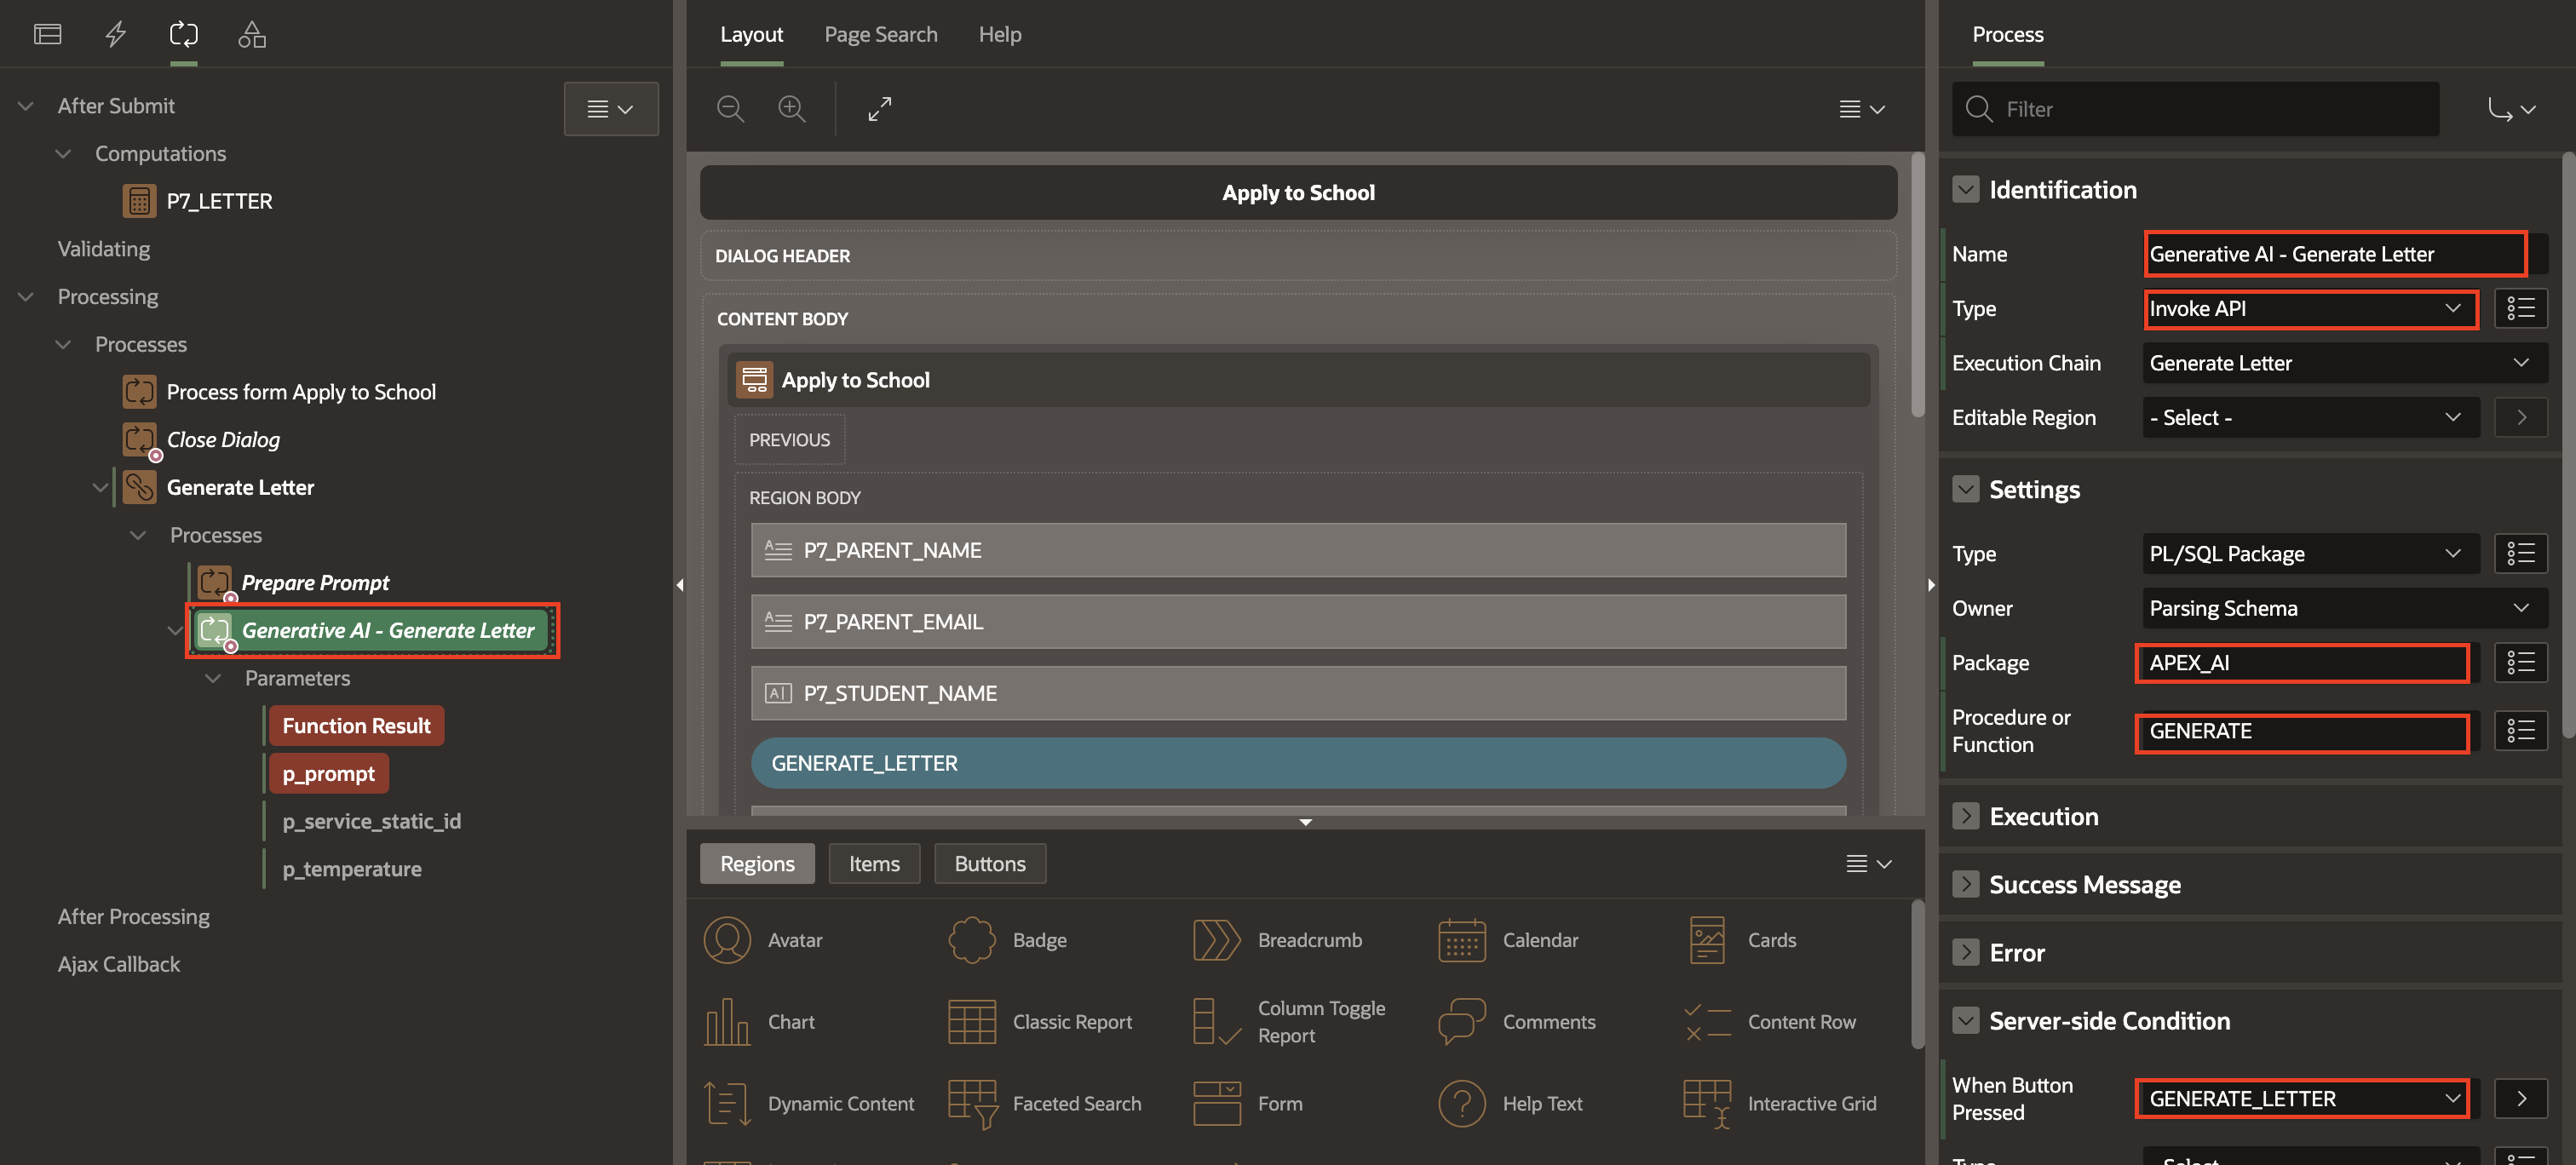 After Submit
Computations
P7_LETTER
Validating
Processing
Processes
Process form Apply to School
Close Dialog
Generate Letter
Processes
Prepare Prompt
Generative AI - Generate Letter
Parameters
Function Result
p_prompt
p_service_static_id
p_temperature
After Processing
Ajax Callback
Layout Page Search Help
Apply to School
DIALOG HEADER
CONTENT BODY
Apply to School
PREVIOUS
REGION BODY
P7_PARENT_NAME
P7_PARENT_EMAIL
P7_STUDENT_NAME
GENERATE_LETTER
Regions Items Buttons
Avatar Badge Breadcrumb Calendar Cards
Chart Classic Report Column Toggle Report Comments Content Row
Dynamic Content Faceted Search Form Help Text Interactive Grid
Process
Filter
Identification
Name Generative AI - Generate Letter
Type Invoke API
Execution Chain Generate Letter
Editable Region - Select -
Settings
Type PL/SQL Package
Owner Parsing Schema
Package APEX_AI
Procedure or Function GENERATE
Execution
Success Message
Error
Server-side Condition
When Button Pressed GENERATE_LETTER
Type - Select -